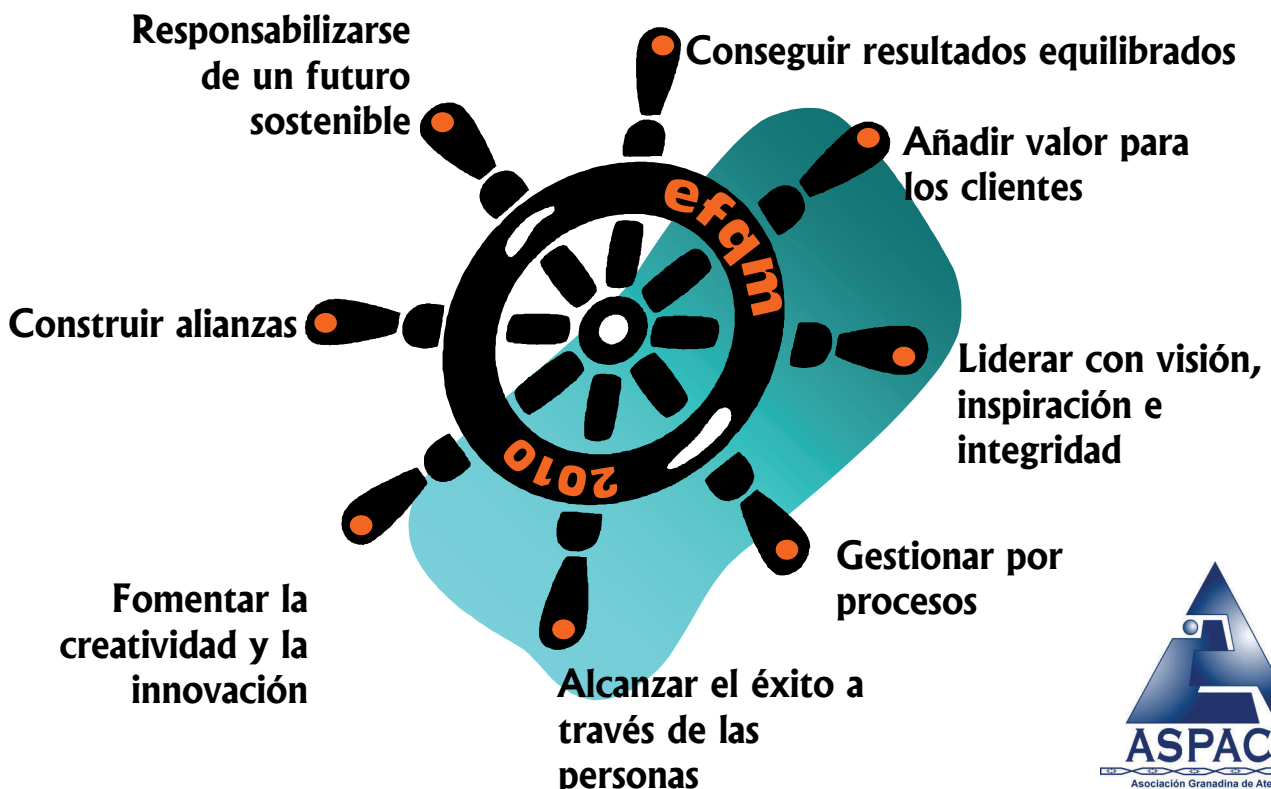 Responsabilizarse
de un futuro
sostenible
Conseguir resultados equilibrados
Añadir valor para
los clientes
efqm
Construir alianzas
Liderar con visión,
inspiración e
integridad
2010
Gestionar por
procesos
Fomentar la
creatividad y la
innovación
Alcanzar el éxito a
través de las
personas
ASPAC
Asociación Granadina de Ate